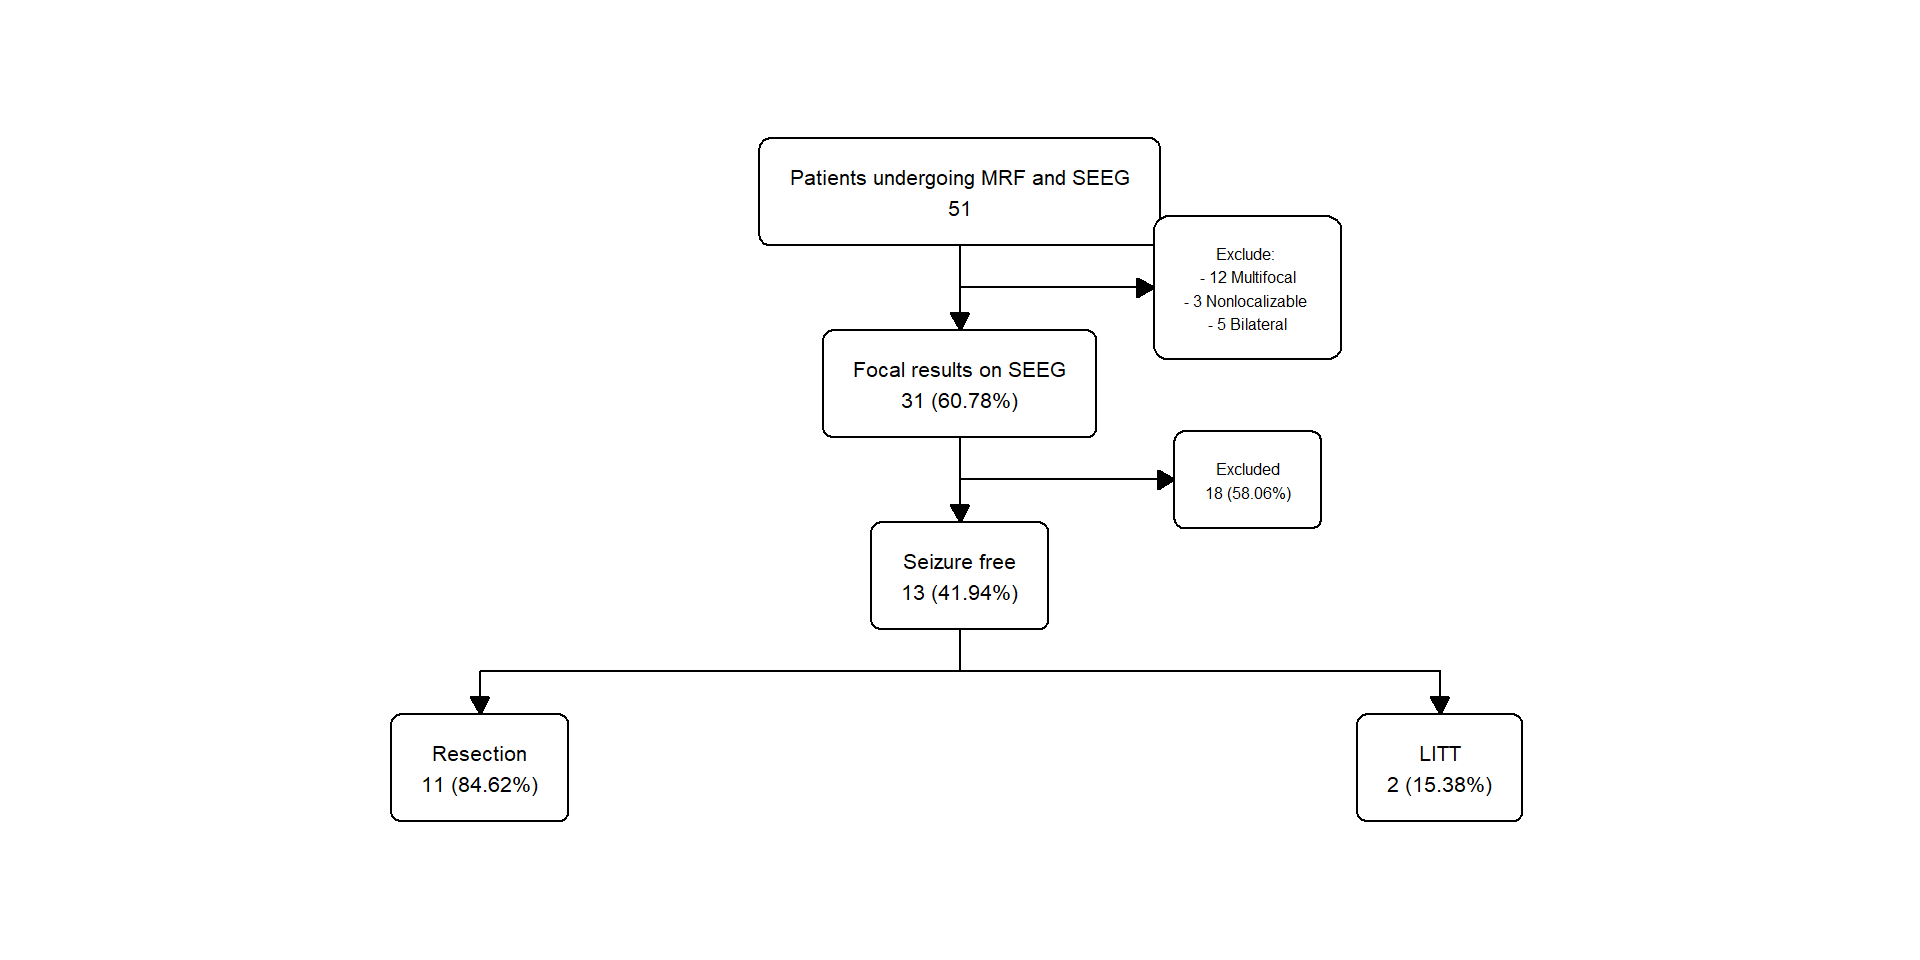 Patients undergoing MRF and SEEG
51
Exclude:
- 12 Multifocal
- 3 Nonlocalizable
- 5 Bilateral
Focal results on SEEG
31 (60.78%)
Excluded
18 (58.06%)
Seizure free
13 (41.94%)
Resection
11 (84.62%)
LITT
2 (15.38%)